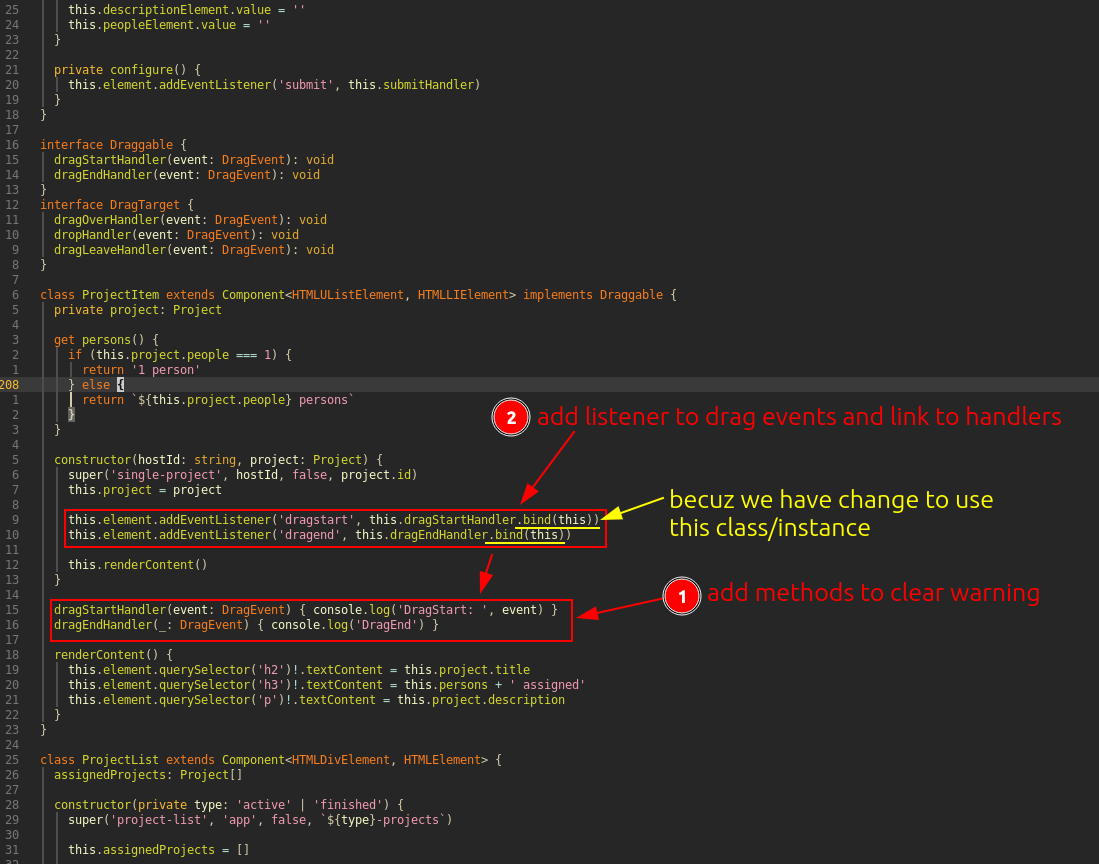 25 this.descriptionElement.value = ''
24 this.peopleElement.value = ''
23 }
22
21 private configure() {
20 this.element.addEventListener('submit', this.submitHandler)
19 }
18 }
17
16 interface Draggable {
15 dragStartHandler(event: DragEvent): void
14 dragEndHandler(event: DragEvent): void
13 }
12 interface DragTarget {
11 dragOverHandler(event: DragEvent): void
10 dropHandler(event: DragEvent): void
9 dragLeaveHandler(event: DragEvent): void
8 }
7
6 class ProjectItem extends Component<HTMLUListElement, HTMLLIElement> implements Draggable {
5 private project: Project
4
3 get persons() {
2 if (this.project.people === 1) {
1 return '1 person'
208 } else {
1 return `${this.project.people} persons`
2 }
3 }
2 add listener to drag events and link to handlers
4
5 constructor(hostId: string, project: Project) {
6 super('single-project', hostId, false, project.id)
7 this.project = project
8
becuz we have change to use
this class/instance
9 this.element.addEventListener('dragstart', this.dragStartHandler.bind(this))
10 this.element.addEventListener('dragend', this.dragEndHandler.bind(this))
11
12 this.renderContent()
13 }
14
1 add methods to clear warning
15 dragStartHandler(event: DragEvent) { console.log('DragStart: ', event) }
16 dragEndHandler(_: DragEvent) { console.log('DragEnd') }
17
18 renderContent() {
19 this.element.querySelector('h2')!.textContent = this.project.title
20 this.element.querySelector('h3')!.textContent = this.persons + ' assigned'
21 this.element.querySelector('p')!.textContent = this.project.description
22 }
23 }
24
25 class ProjectList extends Component<HTMLDivElement, HTMLElement> {
26 assignedProjects: Project[]
27
28 constructor(private type: 'active' | 'finished') {
29 super('project-list', 'app', false, `${type}-projects`)
30
31 this.assignedProjects = []
32